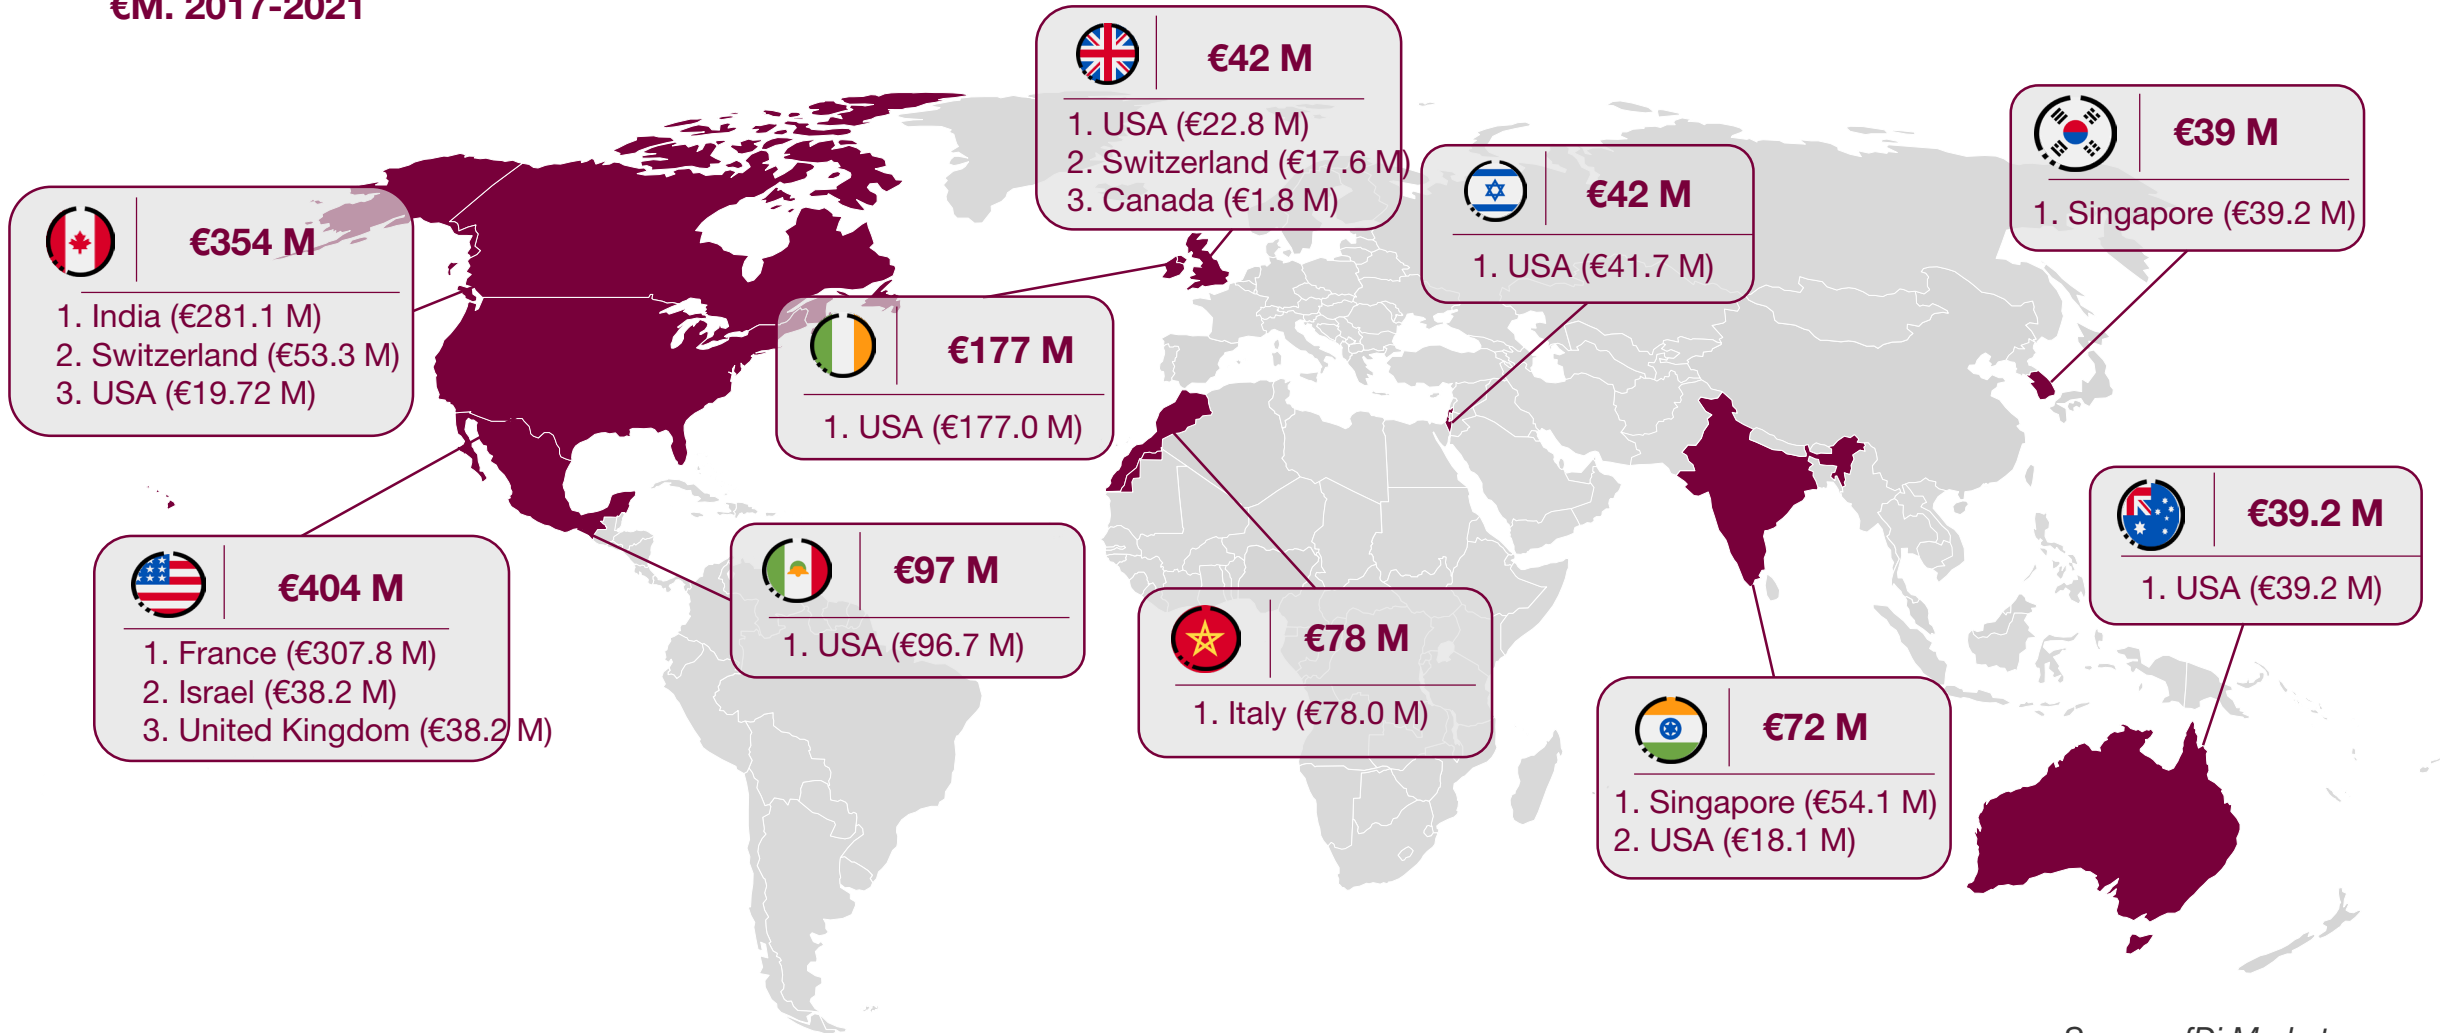 €M. 2017-2021
€42 M
1. USA (€22.8 M)
2. Switzerland (€17.6 M)
3. Canada (€1.8 M)
€39 M
1. Singapore (€39.2 M)
€42 M
1. USA (€41.7 M)
€354 M
1. India (€281.1 M)
2. Switzerland (€53.3 M)
3. USA (€19.72 M)
€177 M
1. USA (€177.0 M)
€39.2 M
1. USA (€39.2 M)
€404 M
1. France (€307.8 M)
2. Israel (€38.2 M)
3. United Kingdom (€38.2 M)
€97 M
1. USA (€96.7 M)
€78 M
1. Italy (€78.0 M)
€72 M
1. Singapore (€54.1 M)
2. USA (€18.1 M)